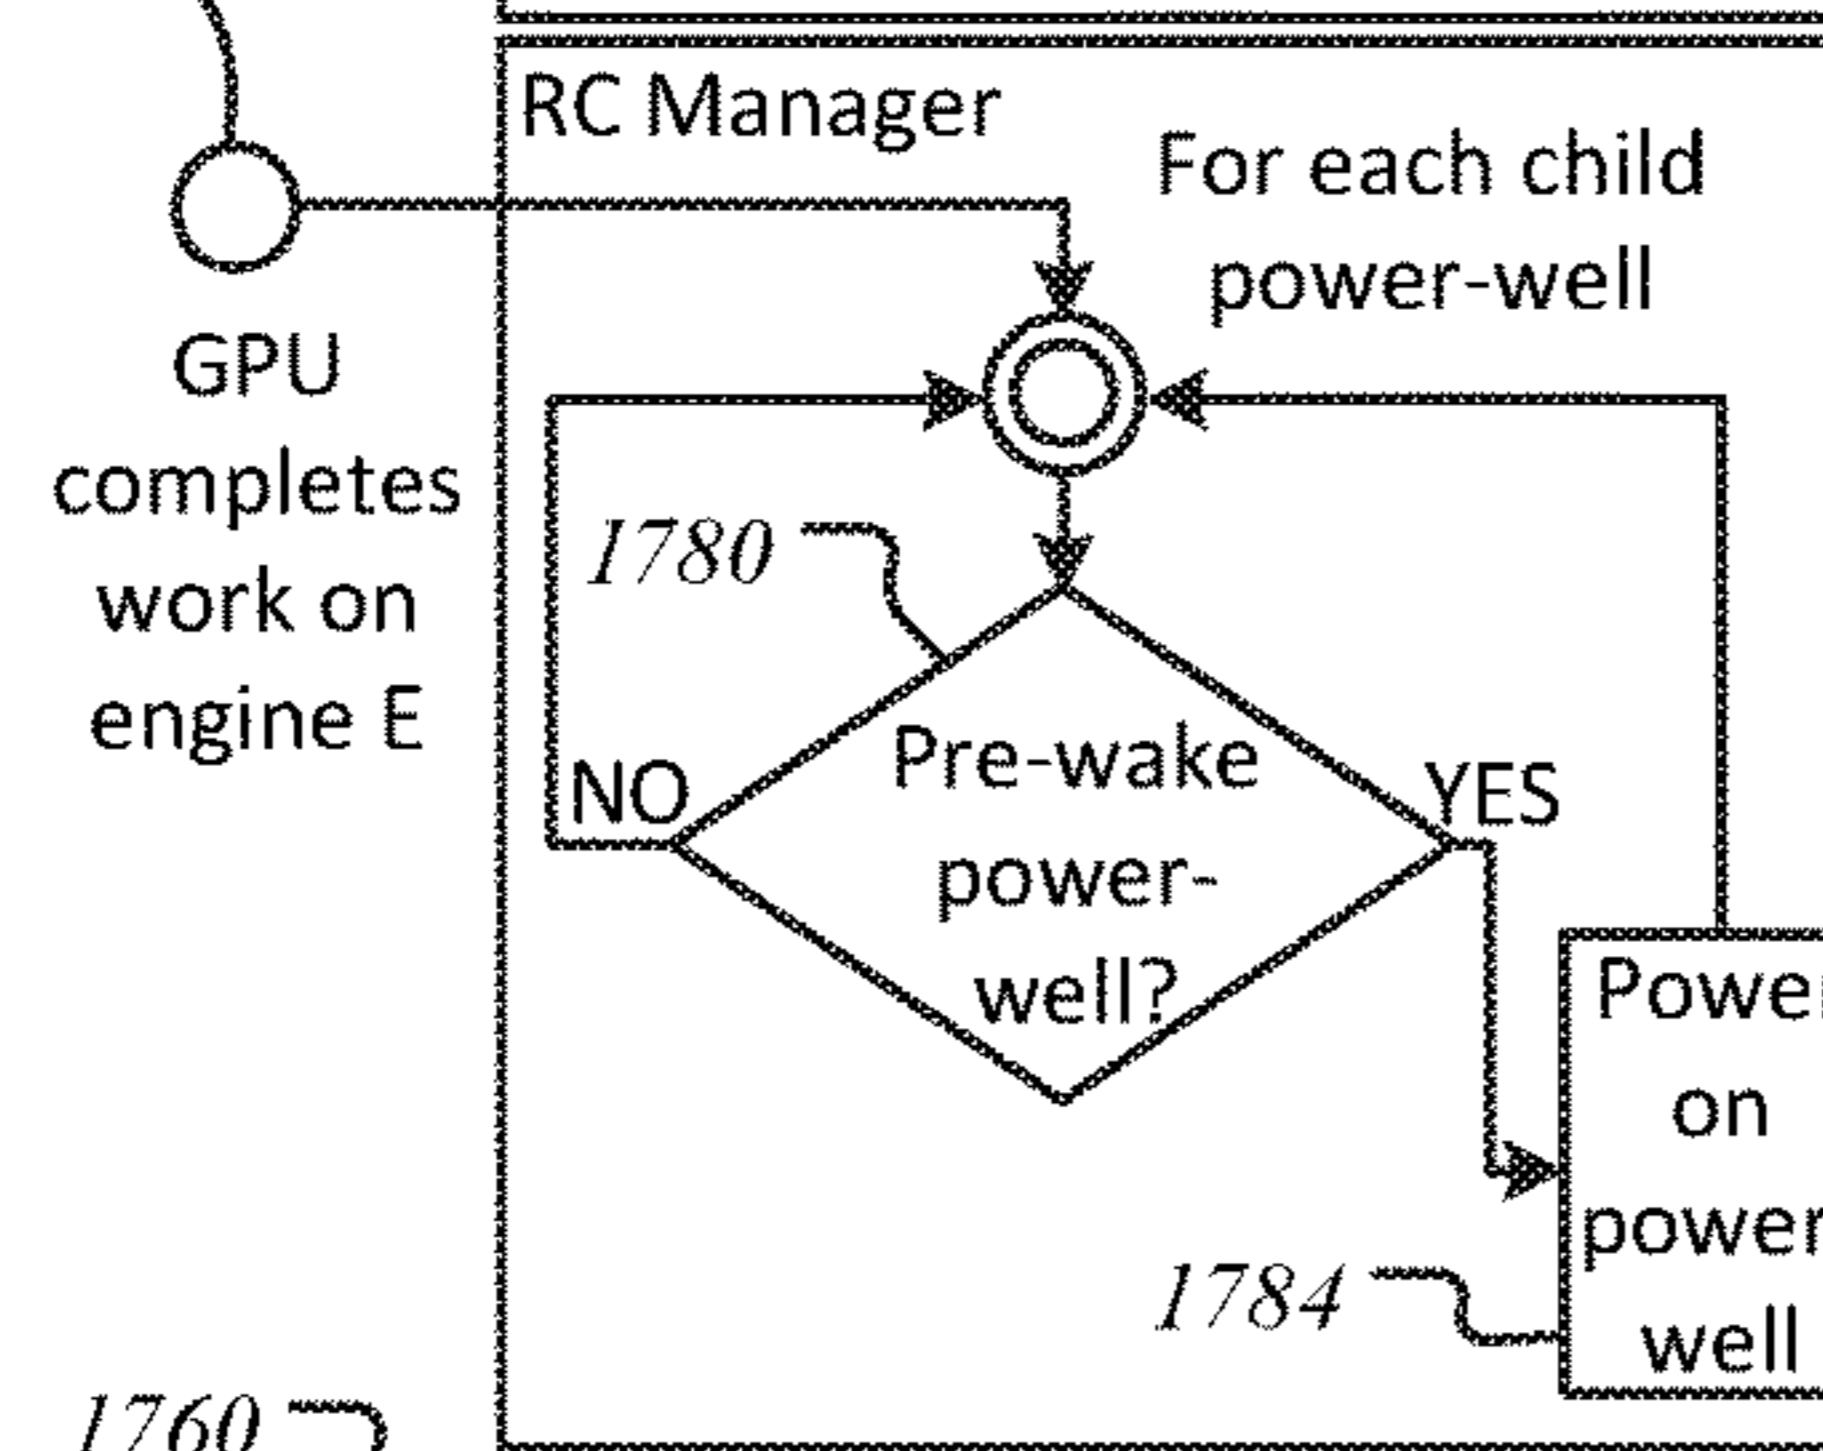 RC Manager
For each child
power-well
GPU
completes
work on
engine E
1780
Pre-wake
power-
well?
NO
YES
Power
on
power
well
1784
1760